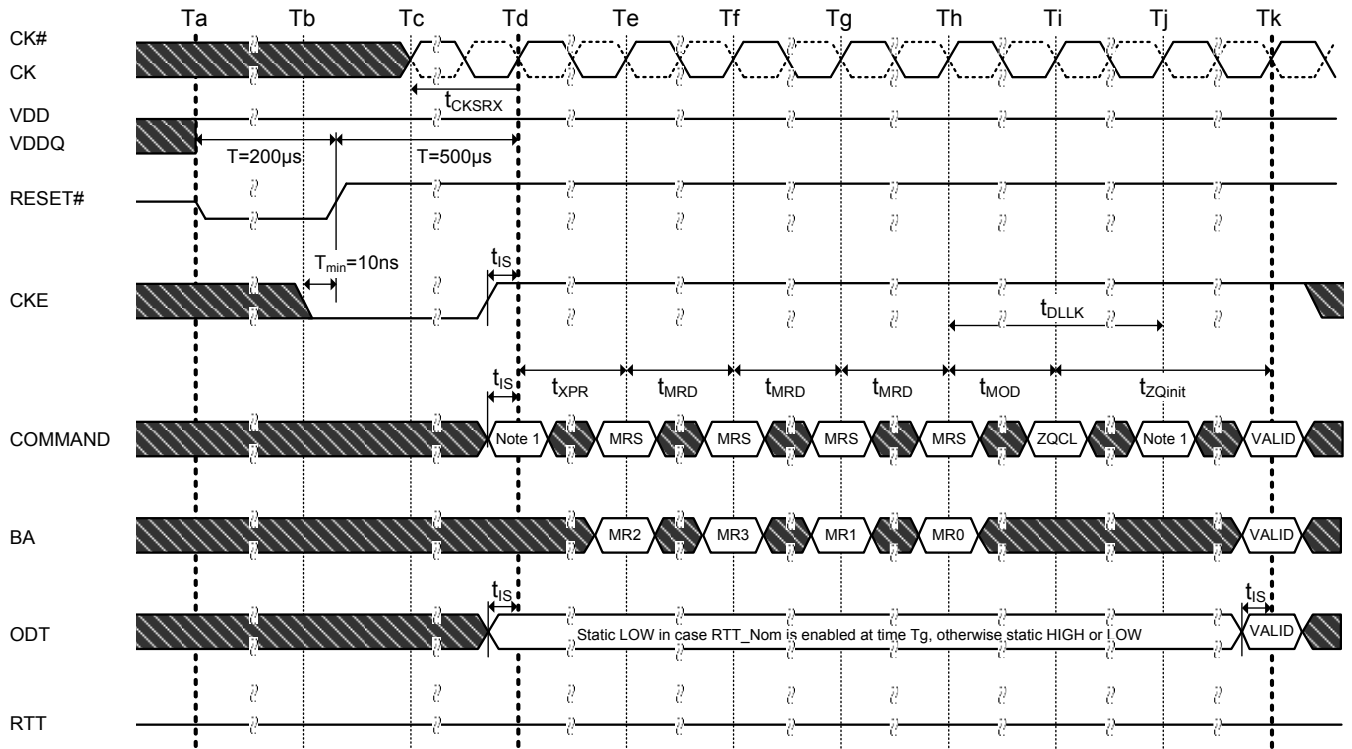 Ta Tb Tc Td Te Tf Tg Th Ti Tj Tk
CK#
CK
tCKSRX
VDD
VDDQ
T=200µs T=500µs
RESET#
Tmin=10ns tIS
CKE
tDLLK
tIS tXPR tMRD tMRD tMRD tMOD tZQinit
COMMAND Note 1 MRS MRS MRS MRS ZQCL Note 1 VALID
BA MR2 MR3 MR1 MR0 VALID
tIS tIS
ODT Static LOW in case RTT_Nom is enabled at time Tg, otherwise static HIGH or LOW VALID
RTT